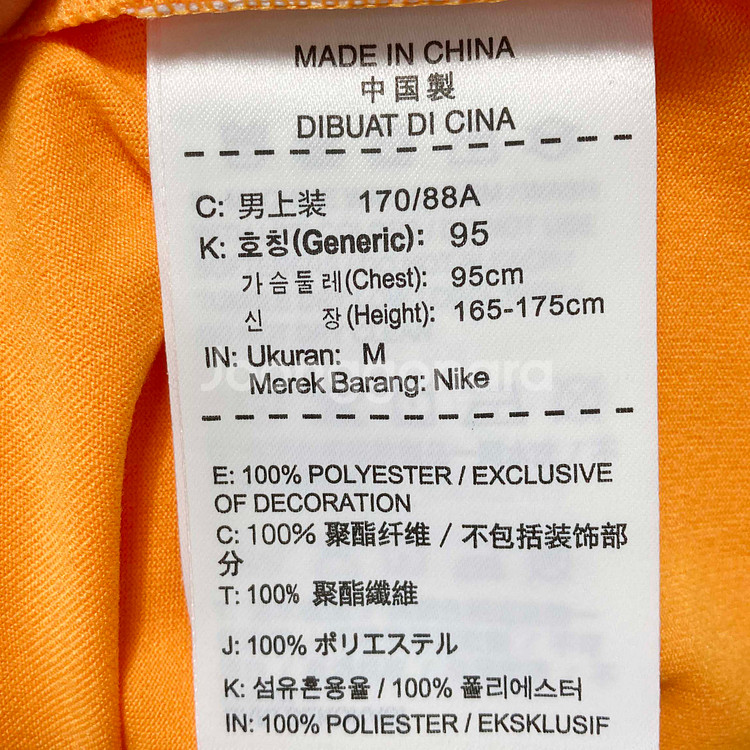 MADE IN CHINA
中国製
DIBUAT DI CINA
C: 男上装 170/88A
K: 호칭(Generic): 95
가슴둘레(Chest): 95cm
신 장(Height): 165-175cm
IN: Ukuran: M
Merek Barang: Nike
E: 100% POLYESTER / EXCLUSIVE
OF DECORATION
C: 100% 聚酯纤维 / 不包括装饰部
分
T: 100% 聚酯纖維
J: 100% ポリエステル
K: 섬유혼용율 / 100% 폴리에스터
IN: 100% POLIESTER / EKSKLUSIF